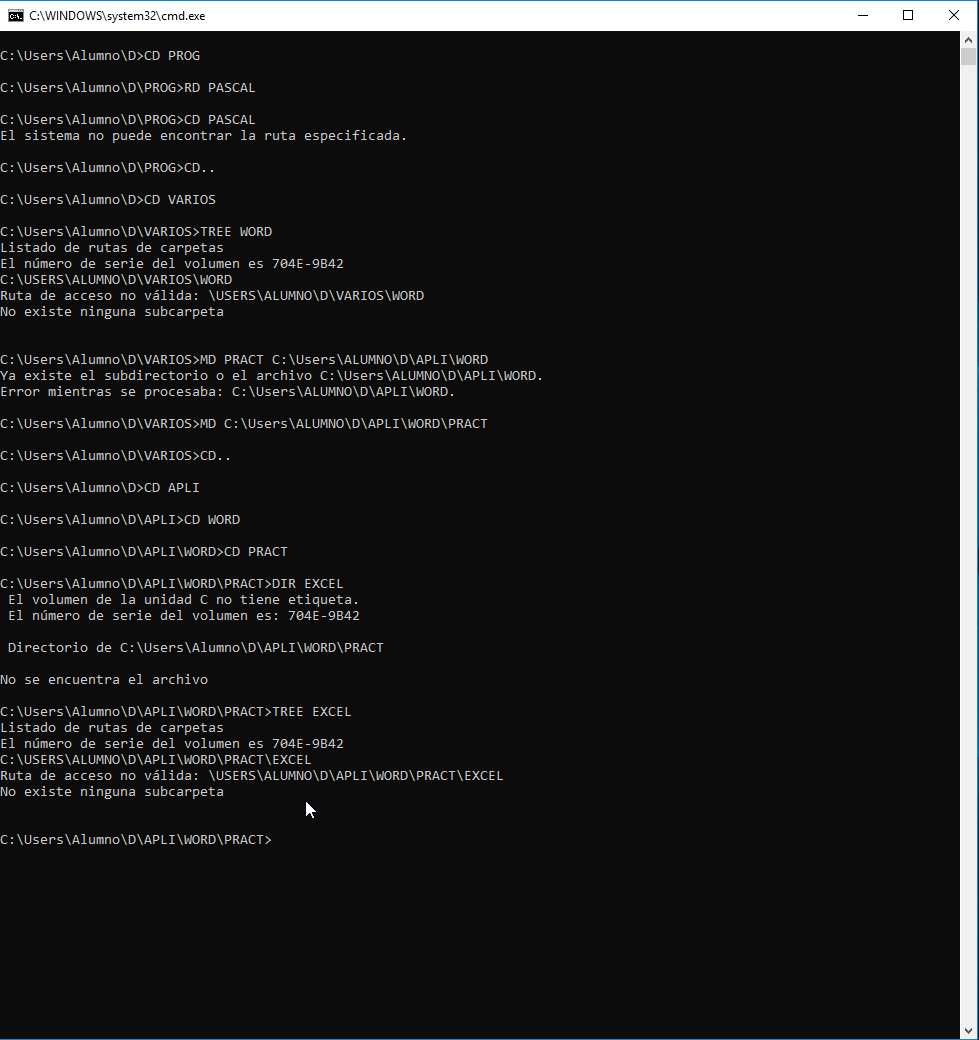 C:\WINDOWS\system32\cmd.exe
C:\Users\Alumno\D>CD PROG
C:\Users\Alumno\D\PROG>RD PASCAL
C:\Users\Alumno\D\PROG>CD PASCAL
El sistema no puede encontrar la ruta especificada.
C:\Users\Alumno\D\PROG>CD..
C:\Users\Alumno\D>CD VARIOS
C:\Users\Alumno\D\VARIOS>TREE WORD
Listado de rutas de carpetas
El número de serie del volumen es 704E-9B42
C:\USERS\ALUMNO\D\VARIOS\WORD
Ruta de acceso no válida: \USERS\ALUMNO\D\VARIOS\WORD
No existe ninguna subcarpeta
C:\Users\Alumno\D\VARIOS>MD PRACT C:\Users\ALUMNO\D\APLI\WORD
Ya existe el subdirectorio o el archivo C:\Users\ALUMNO\D\APLI\WORD.
Error mientras se procesaba: C:\Users\ALUMNO\D\APLI\WORD.
C:\Users\Alumno\D\VARIOS>MD C:\Users\ALUMNO\D\APLI\WORD\PRACT
C:\Users\Alumno\D\VARIOS>CD..
C:\Users\Alumno\D>CD APLI
C:\Users\Alumno\D\APLI>CD WORD
C:\Users\Alumno\D\APLI\WORD>CD PRACT
C:\Users\Alumno\D\APLI\WORD\PRACT>DIR EXCEL
El volumen de la unidad C no tiene etiqueta.
El número de serie del volumen es: 704E-9B42
Directorio de C:\Users\Alumno\D\APLI\WORD\PRACT
No se encuentra el archivo
C:\Users\Alumno\D\APLI\WORD\PRACT>TREE EXCEL
Listado de rutas de carpetas
El número de serie del volumen es 704E-9B42
C:\USERS\ALUMNO\D\APLI\WORD\PRACT\EXCEL
Ruta de acceso no válida: \USERS\ALUMNO\D\APLI\WORD\PRACT\EXCEL
No existe ninguna subcarpeta
C:\Users\Alumno\D\APLI\WORD\PRACT>